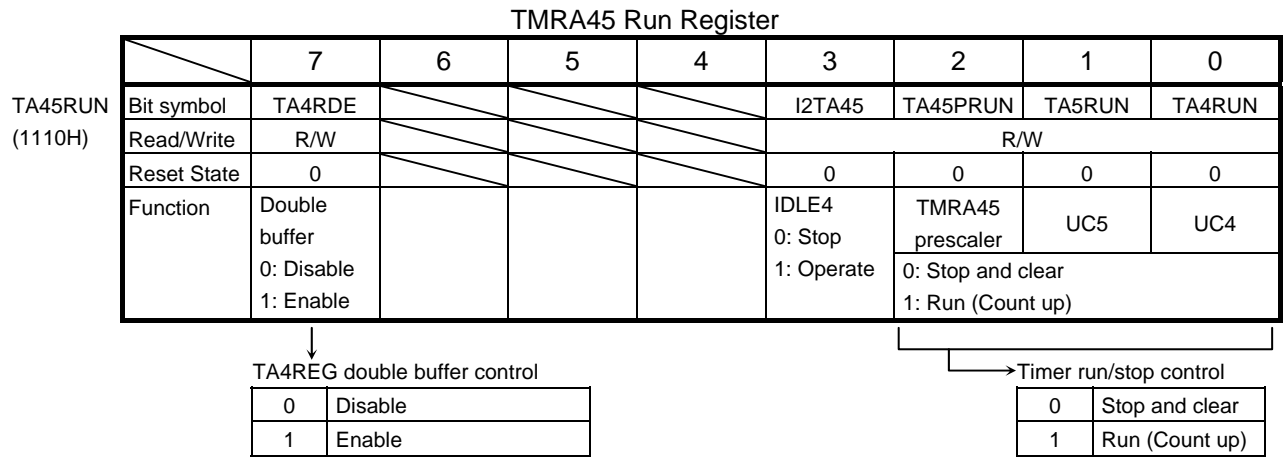 TMRA45 Run Register
7 6 5 4 3 2 1 0
TA45RUN Bit symbol TA4RDE I2TA45 TA45PRUN TA5RUN TA4RUN
(1110H) Read/Write R/W R/W
Reset State 0 0 0 0 0
Function Double IDLE4 TMRA45 UC5 UC4
buffer 0: Stop prescaler
0: Disable 1: Operate 0: Stop and clear
1: Enable 1: Run (Count up)
TA4REG double buffer control Timer run/stop control
0 Disable 0 Stop and clear
1 Enable 1 Run (Count up)